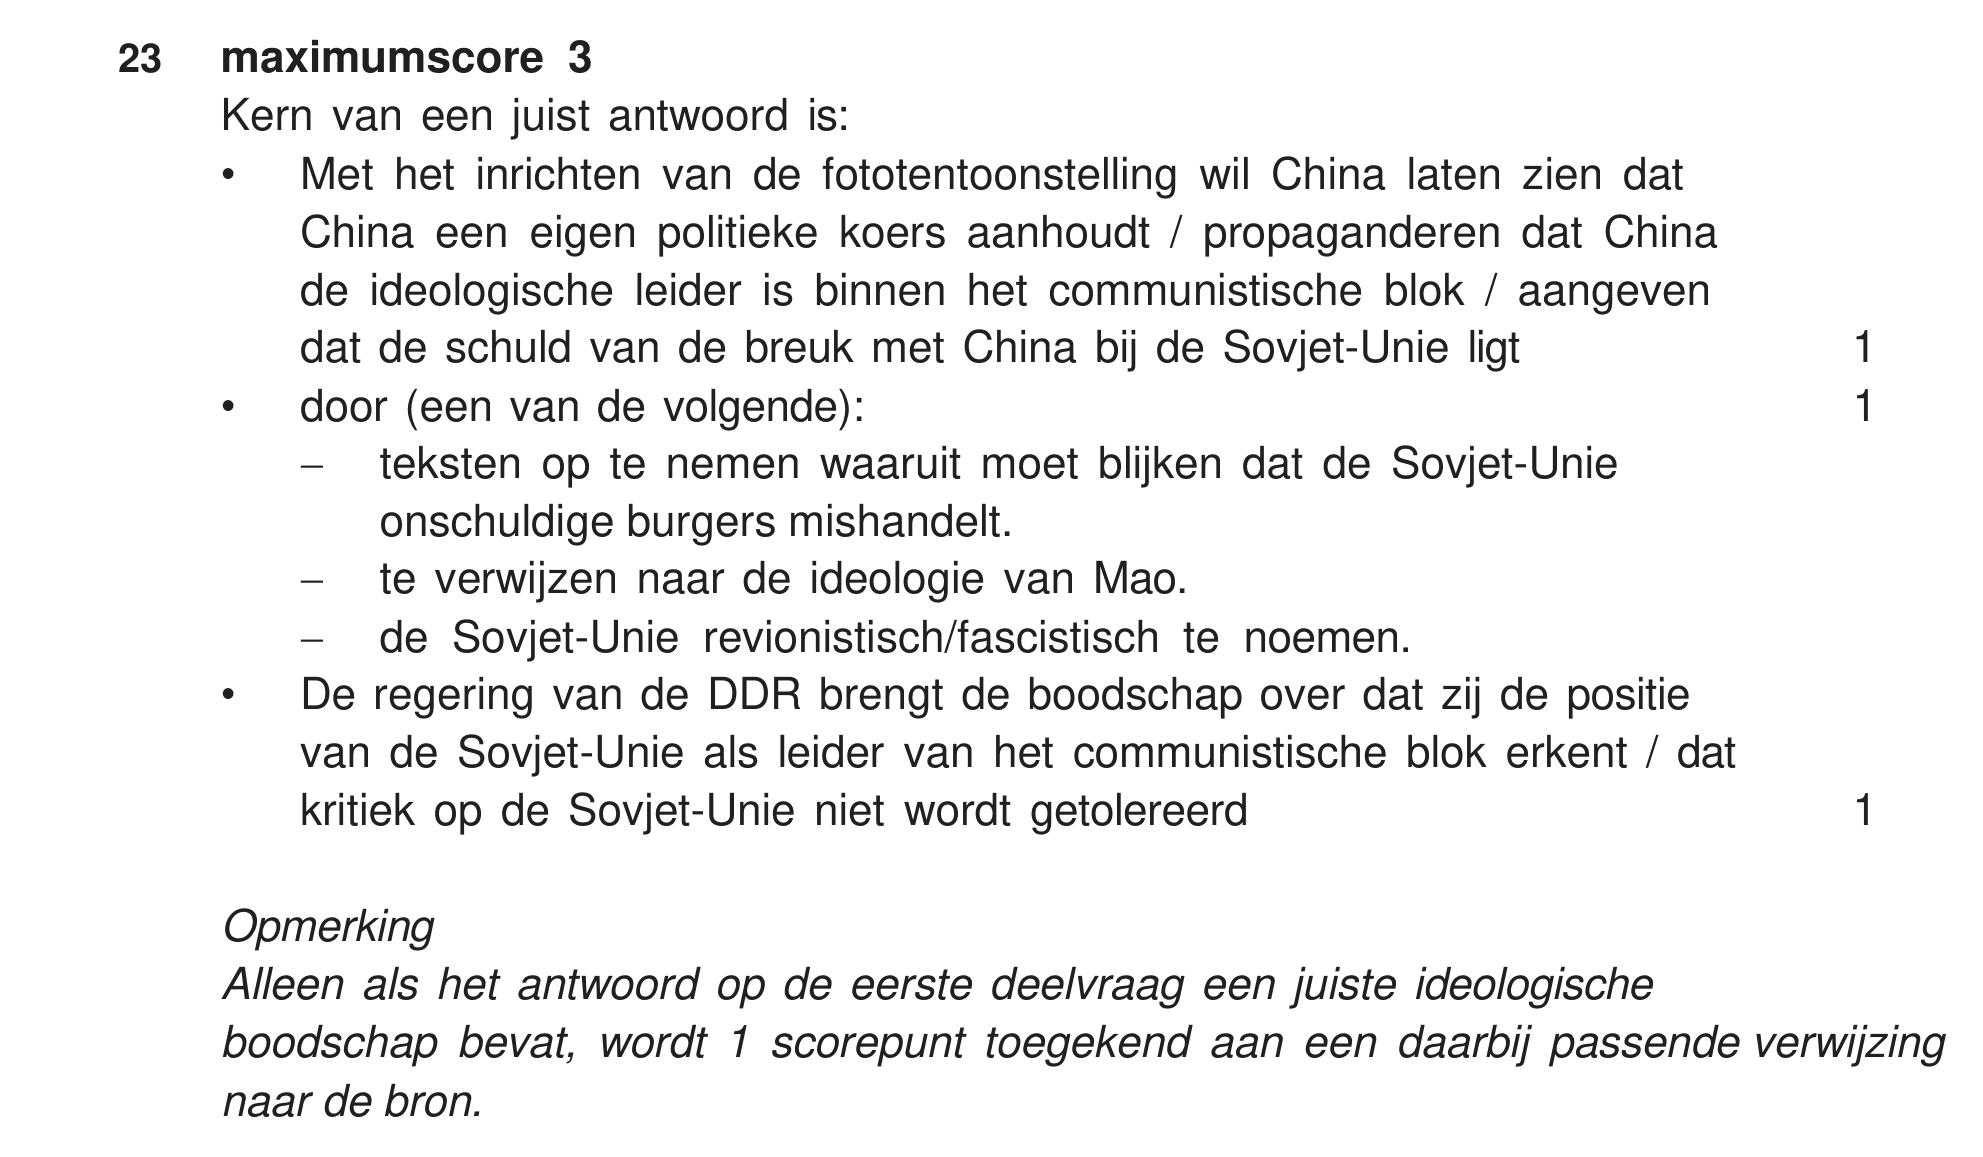 23 maximumscore 3
Kern van een juist antwoord is:
• Met het inrichten van de fototentoonstelling wil China laten zien dat
China een eigen politieke koers aanhoudt / propaganderen dat China
de ideologische leider is binnen het communistische blok / aangeven
dat de schuld van de breuk met China bij de Sovjet-Unie ligt 1
• door (een van de volgende): 1
− teksten op te nemen waaruit moet blijken dat de Sovjet-Unie
onschuldige burgers mishandelt.
− te verwijzen naar de ideologie van Mao.
− de Sovjet-Unie revionistisch/fascistisch te noemen.
• De regering van de DDR brengt de boodschap over dat zij de positie
van de Sovjet-Unie als leider van het communistische blok erkent / dat
kritiek op de Sovjet-Unie niet wordt getolereerd 1
Opmerking
Alleen als het antwoord op de eerste deelvraag een juiste ideologische
boodschap bevat, wordt 1 scorepunt toegekend aan een daarbij passende verwijzing
naar de bron.